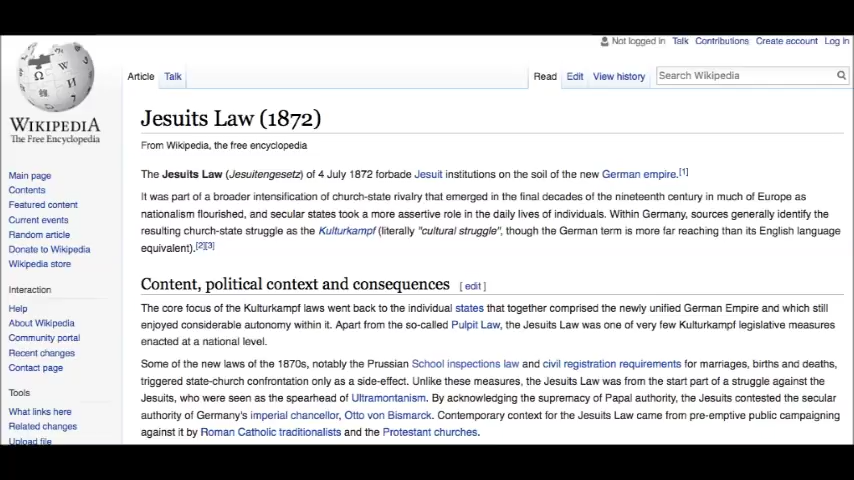 Not logged in Talk Contributions Create account Log in
Article Talk Read Edit View history Search Wikipedia
WIKIPEDIA
The Free Encyclopedia
Main page
Contents
Featured content
Current events
Random article
Donate to Wikipedia
Wikipedia store
Interaction
Help
About Wikipedia
Community portal
Recent changes
Contact page
Tools
What links here
Related changes
Upload file
Jesuits Law (1872)
From Wikipedia, the free encyclopedia
The Jesuits Law (Jesuitengesetz) of 4 July 1872 forbade Jesuit institutions on the soil of the new German empire.[1]
It was part of a broader intensification of church-state rivalry that emerged in the final decades of the nineteenth century in much of Europe as
nationalism flourished, and secular states took a more assertive role in the daily lives of individuals. Within Germany, sources generally identify the
resulting church-state struggle as the Kulturkampf (literally "cultural struggle", though the German term is more far reaching than its English language
equivalent).[2][3]
Content, political context and consequences [ edit ]
The core focus of the Kulturkampf laws went back to the individual states that together comprised the newly unified German Empire and which still
enjoyed considerable autonomy within it. Apart from the so-called Pulpit Law, the Jesuits Law was one of very few Kulturkampf legislative measures
enacted at a national level.
Some of the new laws of the 1870s, notably the Prussian School inspections law and civil registration requirements for marriages, births and deaths,
triggered state-church confrontation only as a side-effect. Unlike these measures, the Jesuits Law was from the start part of a struggle against the
Jesuits, who were seen as the spearhead of Ultramontanism. By acknowledging the supremacy of Papal authority, the Jesuits contested the secular
authority of Germany's imperial chancellor, Otto von Bismarck. Contemporary context for the Jesuits Law came from pre-emptive public campaigning
against it by Roman Catholic traditionalists and the Protestant churches.